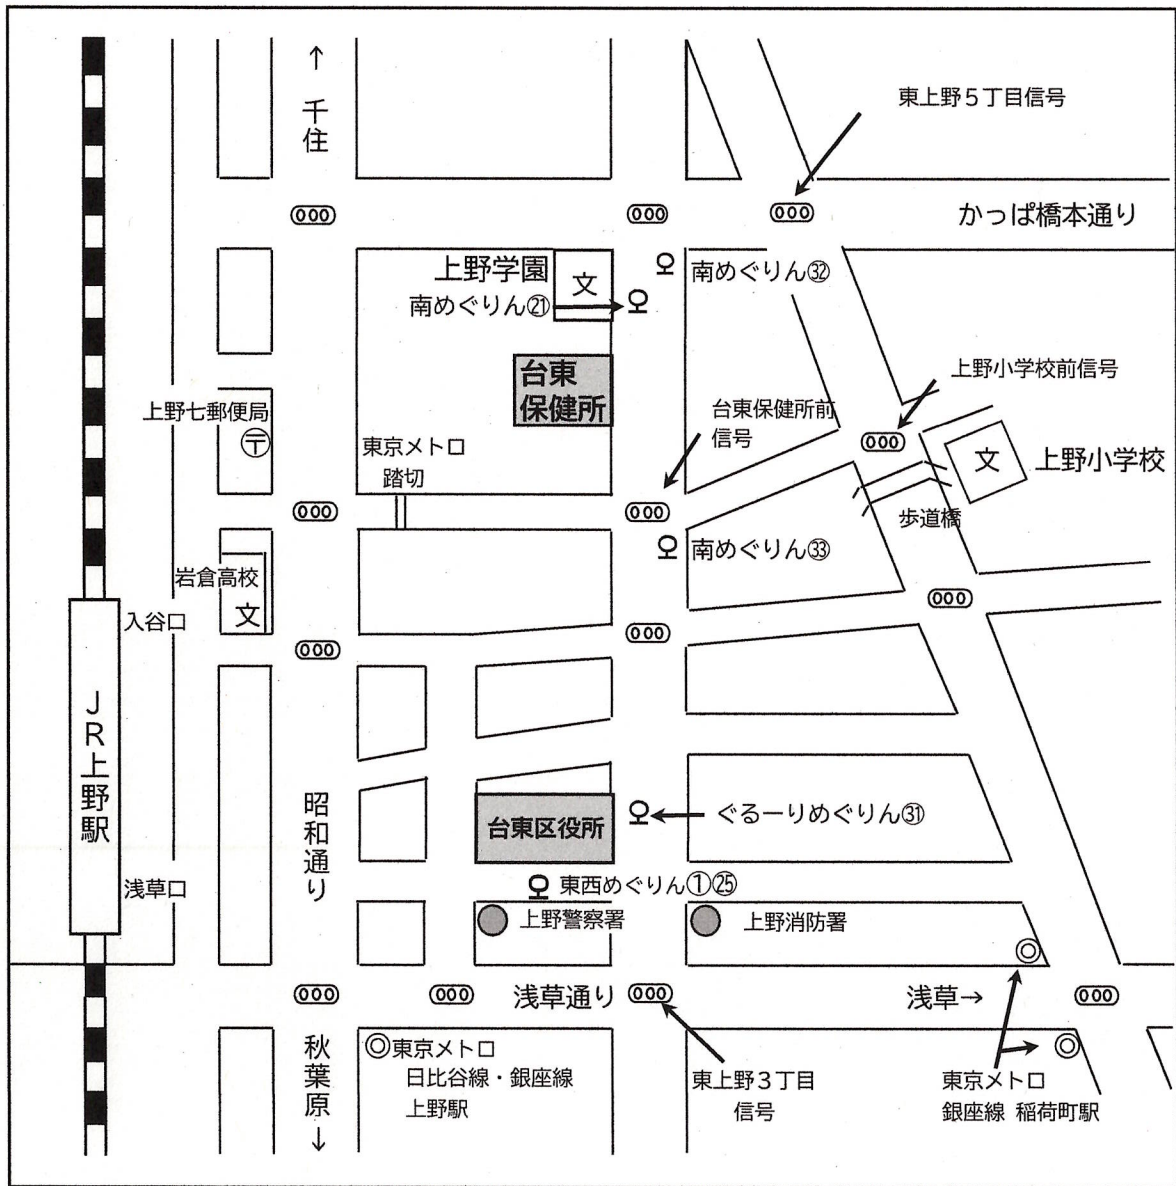 ↑
千住
東上野5丁目信号
かっぱ橋本通り
上野学園
文
南めぐりん㉜
南めぐりん㉑
台東
保健所
上野小学校前信号
上野七郵便局
〒
台東保健所前
信号
東京メトロ
踏切
文
上野小学校
歩道橋
南めぐりん㉝
岩倉高校
文
入谷口
JR上野駅
昭和通り
台東区役所
ぐるーりめぐりん㉛
浅草口
東西めぐりん①㉕
上野警察署
上野消防署
浅草通り
浅草→
秋葉原
↓
◎東京メトロ
日比谷線・銀座線
上野駅
東上野3丁目
信号
東京メトロ
銀座線 稲荷町駅